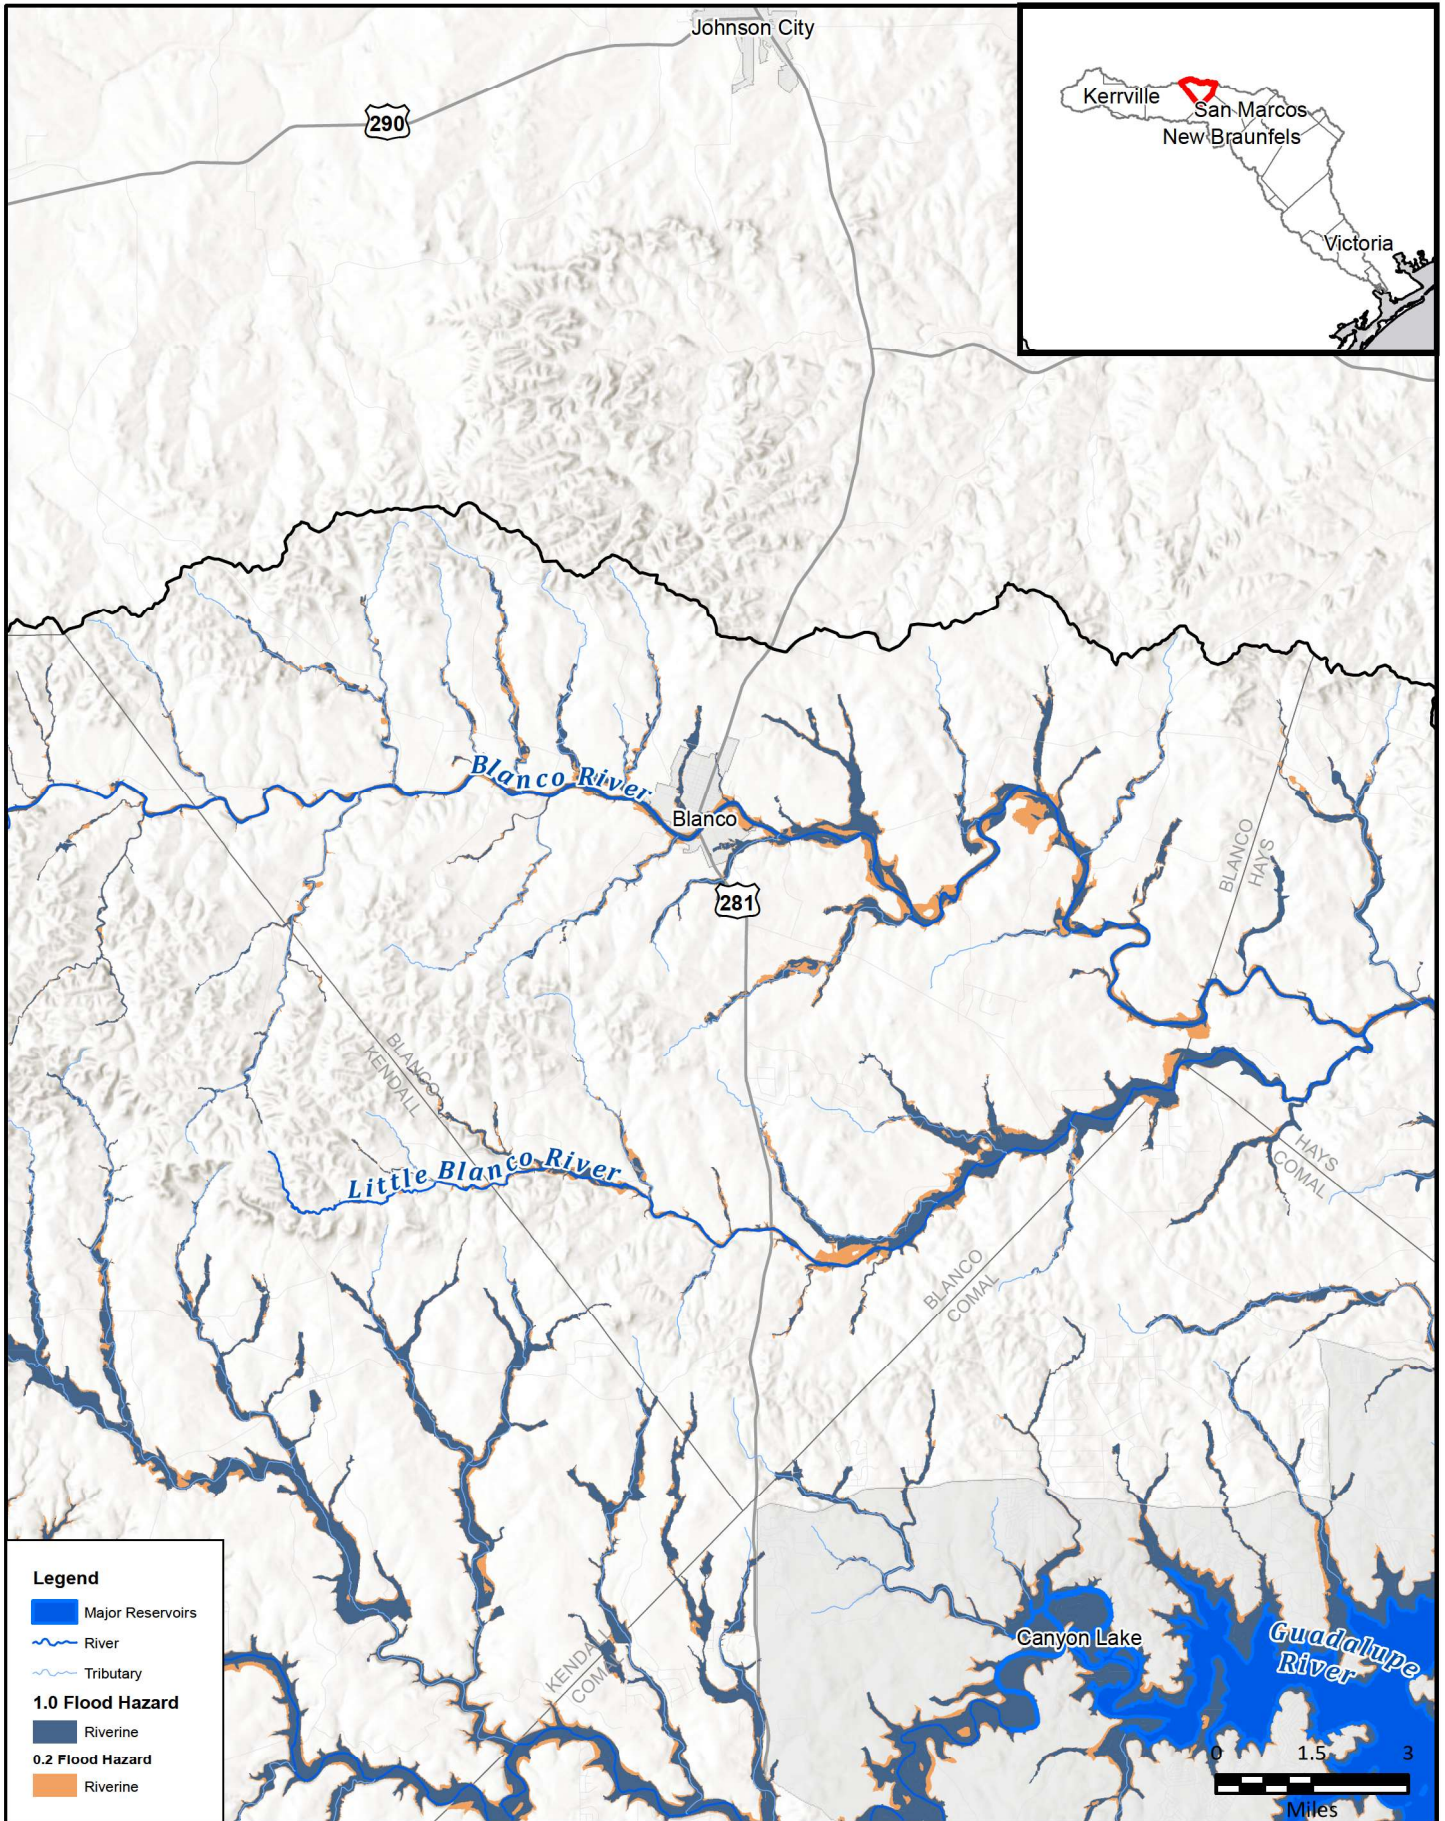 Johnson City
290
Kerrville
San Marcos
New Braunfels
Victoria
Blanco River
Blanco
281
BLANCO
HAYS
BLANCO
KENDALL
Little Blanco River
HAYS
COMAL
BLANCO
COMAL
KENDALL
COMAL
Canyon Lake
Guadalupe
River
Legend
Major Reservoirs
River
Tributary
1.0 Flood Hazard
Riverine
0.2 Flood Hazard
Riverine
0 1.5 3
Miles